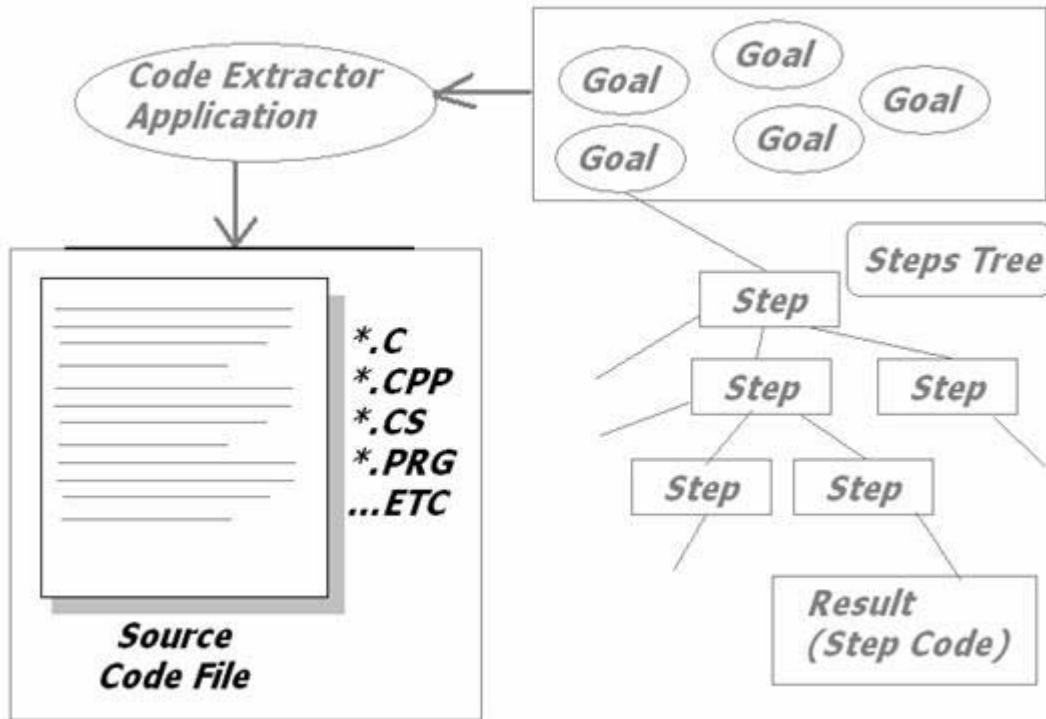 Code Extractor
Application
Goal
Goal
Goal
Goal
Goal
Steps Tree
Step
Step
Step
Step
Step
Result
(Step Code)
*.C
*.CPP
*.CS
*.PRG
...ETC
Source
Code File